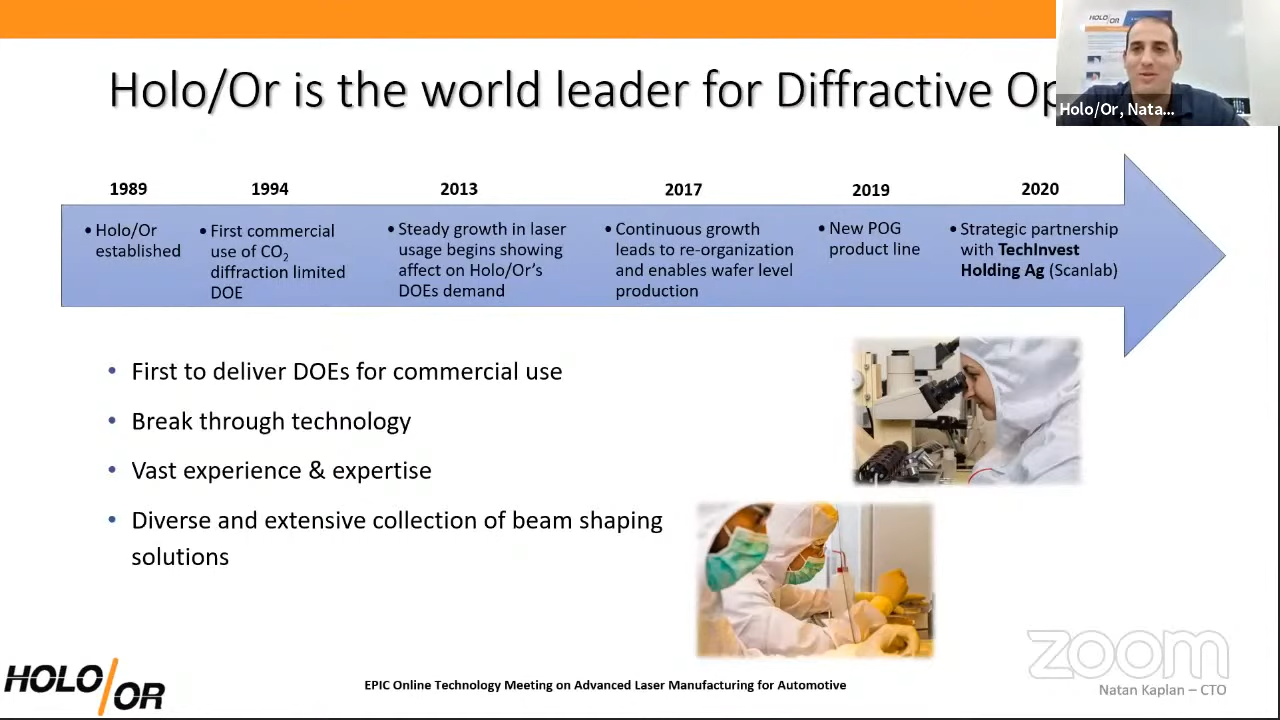 HOLO/OR
Holo/Or is the world leader for Diffractive Op
Holo/Or, Nata...
1989
1994
2013
2017
2019
2020
• Holo/Or
established
• First commercial
use of CO2
diffraction limited
DOE
• Steady growth in laser
usage begins showing
affect on Holo/Or's
DOEs demand
• Continuous growth
leads to re-organization
and enables wafer level
production
• New POG
product line
• Strategic partnership
with TechInvest
Holding Ag (Scanlab)
• First to deliver DOEs for commercial use
• Break through technology
• Vast experience & expertise
• Diverse and extensive collection of beam shaping
solutions
zoom
HOLO/OR
EPIC Online Technology Meeting on Advanced Laser Manufacturing for Automotive
Natan Kaplan – CTO